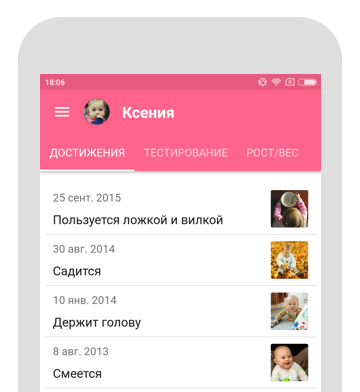 18:06
Ксения
ДОСТИЖЕНИЯ ТЕСТИРОВАНИЕ РОСТ/ВЕС
25 сент. 2015
Пользуется ложкой и вилкой
30 авг. 2014
Садится
10 янв. 2014
Держит голову
8 авг. 2013
Смеется